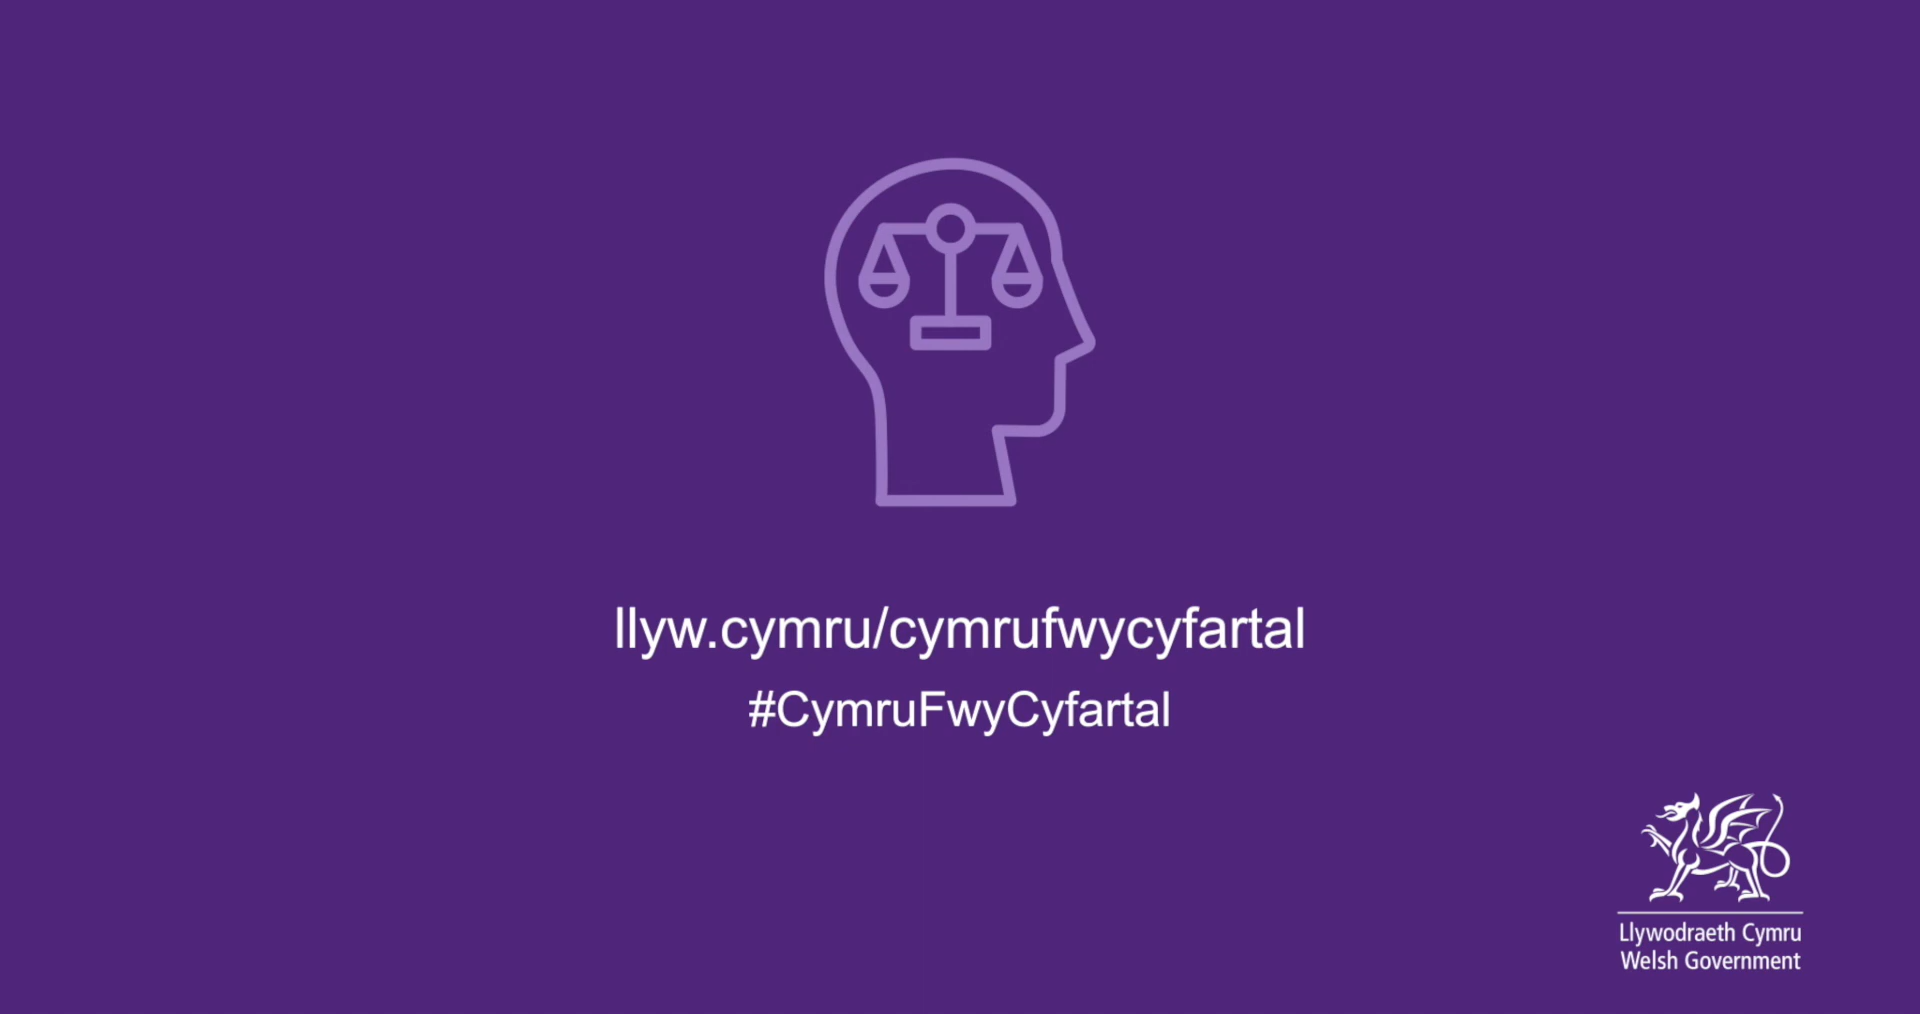 llyw.cymru/cymrufwycyfartal
#CymruFwyCyfartal
Llywodraeth Cymru
Welsh Government